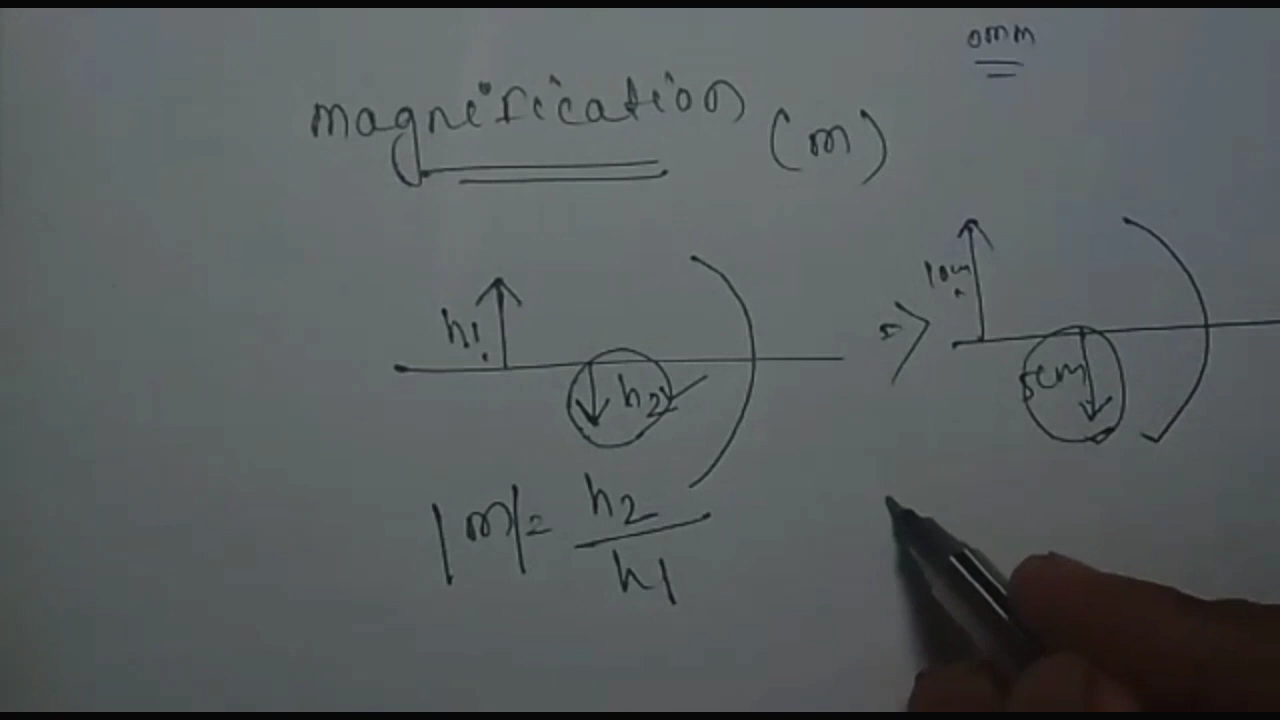 omm
magnification (m)
h1
h2
10cm
5cm
|m| = h2
h1